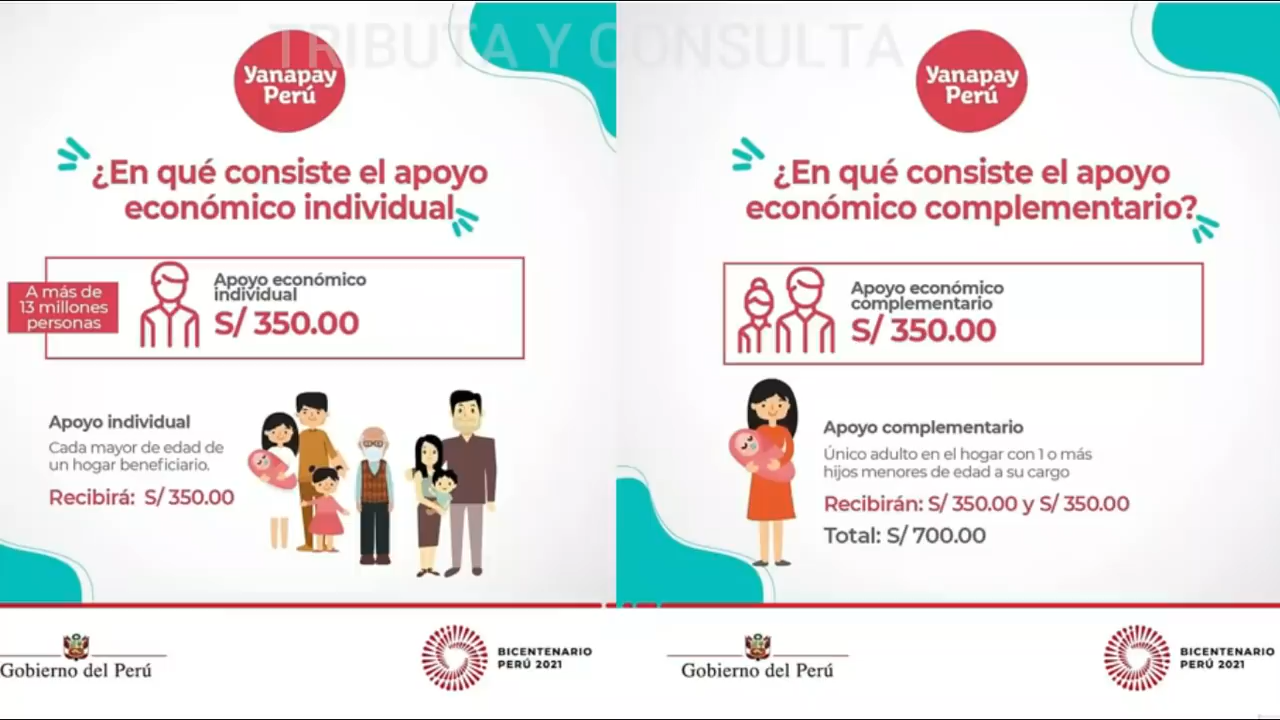 TRIBUTA Y CONSULTA
Yanapay
Perú
¿En qué consiste el apoyo
económico individual
A más de
13 millones
personas
Apoyo económico
individual
S/ 350.00
Apoyo individual
Cada mayor de edad de
un hogar beneficiario.
Recibirá: S/ 350.00
Gobierno del Perú
BICENTENARIO
PERÚ 2021
Yanapay
Perú
¿En qué consiste el apoyo
económico complementario?
Apoyo económico
complementario
S/ 350.00
Apoyo complementario
Único adulto en el hogar con 1 o más
hijos menores de edad a su cargo
Recibirán: S/ 350.00 y S/ 350.00
Total: S/ 700.00
Gobierno del Perú
BICENTENARIO
PERÚ 2021